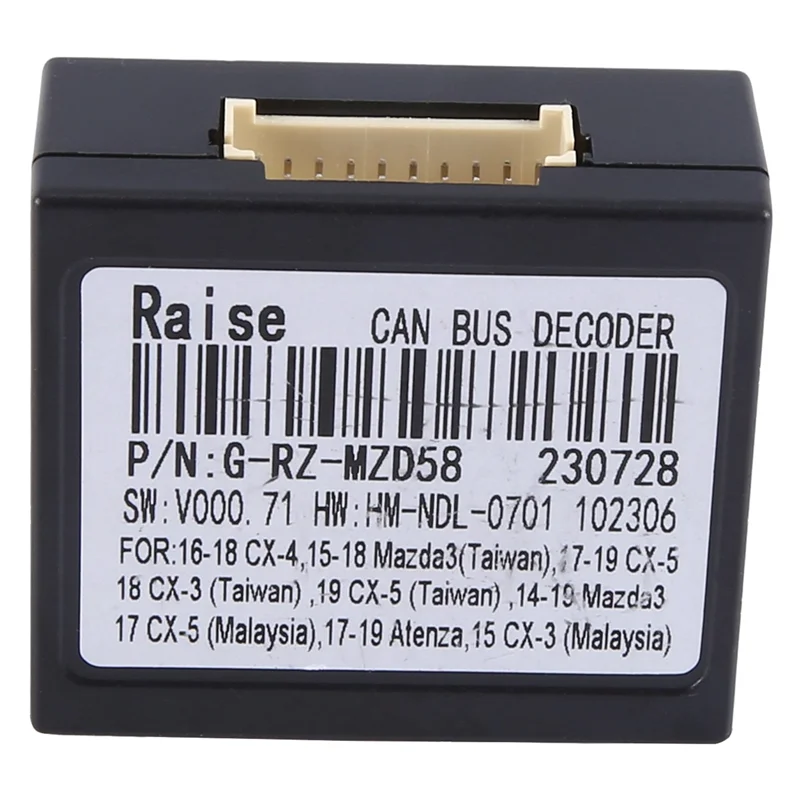 Raise CAN BUS DECODER
P/N:G-RZ-MZD58 230728
SW:V000.71 HW:HM-NDL-0701 102306
FOR:16-18 CX-4,15-18 Mazda3(Taiwan),17-19 CX-5
18 CX-3 (Taiwan) ,19 CX-5 (Taiwan) ,14-19 Mazda3
17 CX-5 (Malaysia),17-19 Atenza,15 CX-3 (Malaysia)